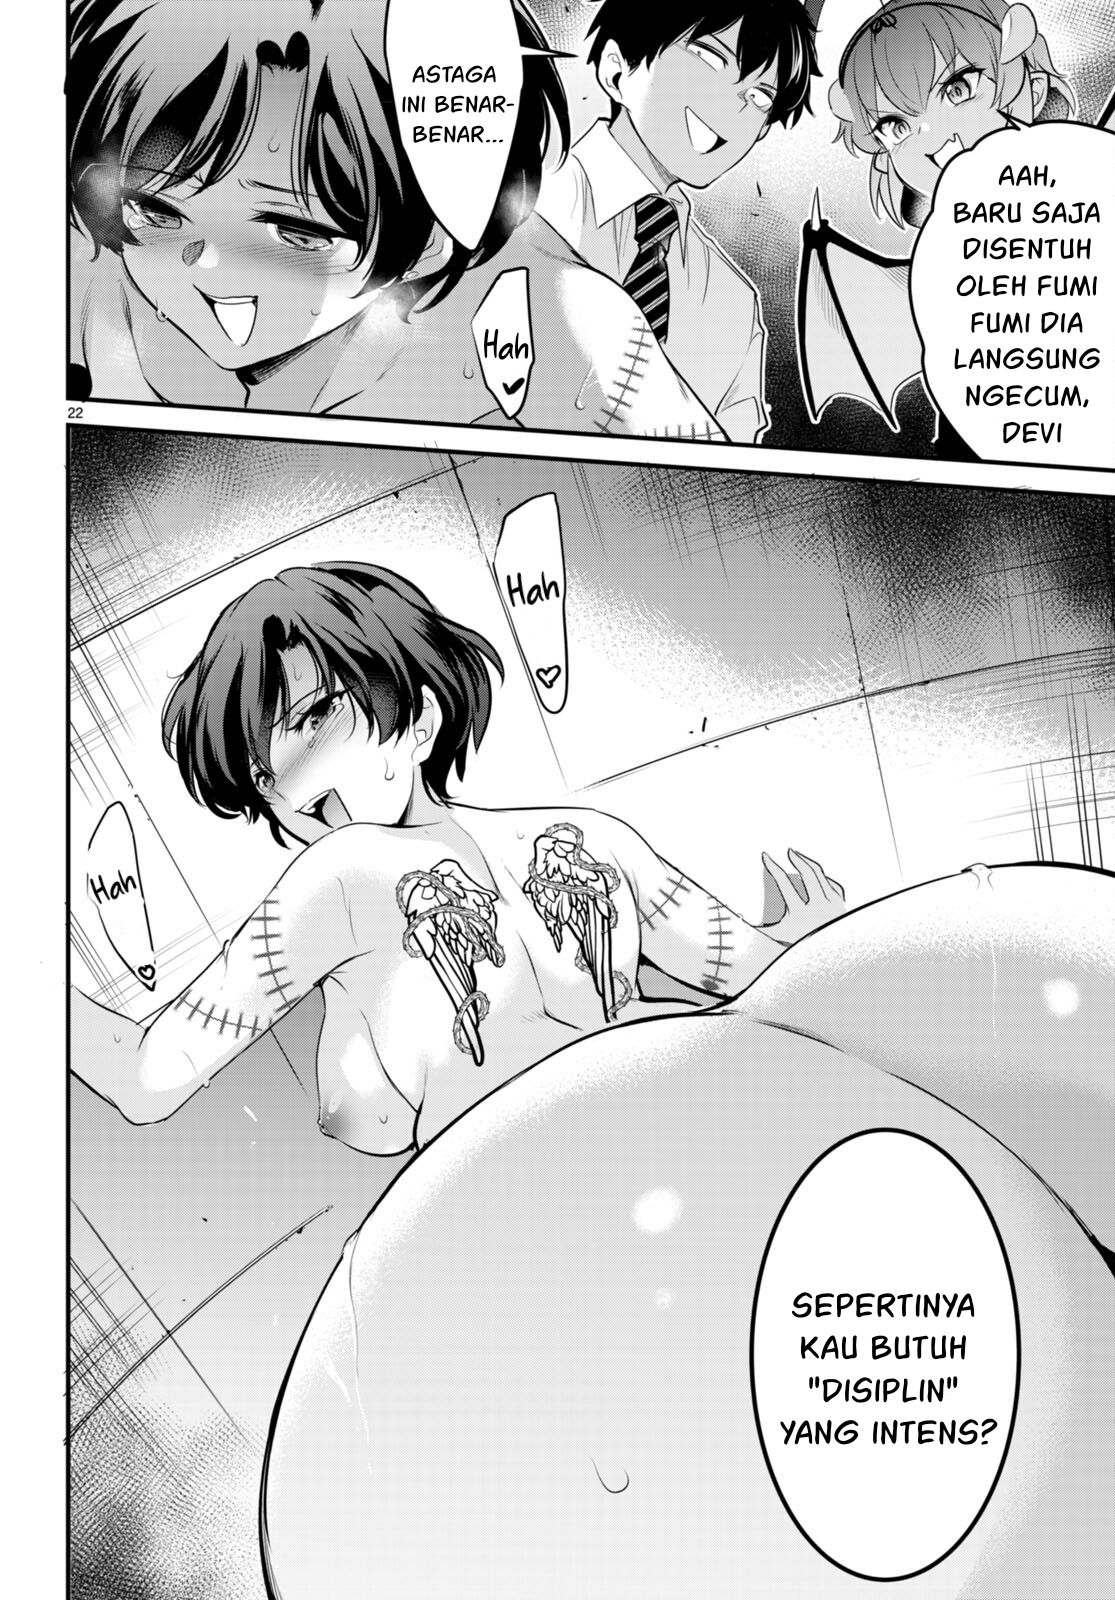 AAH,
BARU SAJA
DISENTUH
OLEH FUMI
FUMI DIA
LANGSUNG
NGECUM,
DEVI
ASTAGA
INI BENAR-
BENAR...
Hah
22
Hah
Hah
SEPERTINYA
KAU BUTUH
"DISIPLIN"
YANG INTENS?